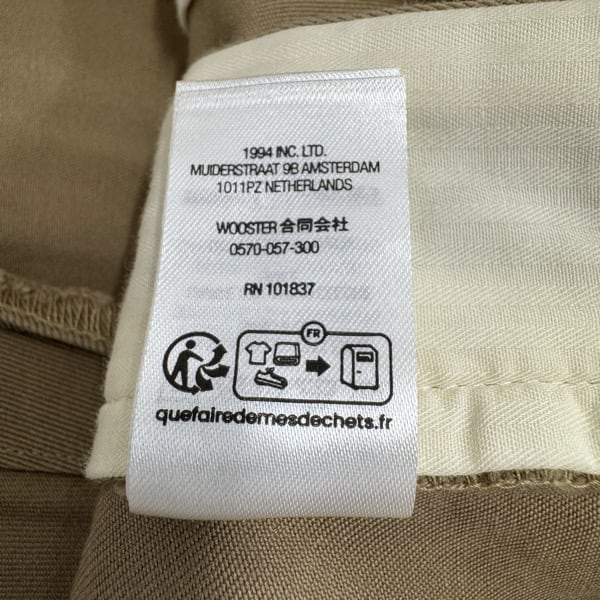 1994 INC. LTD.
MUIDERSTRAAT 9B AMSTERDAM
1011PZ NETHERLANDS
WOOSTER 合同会社
0570-057-300
RN 101837
FR
quefairedemesdechets.fr